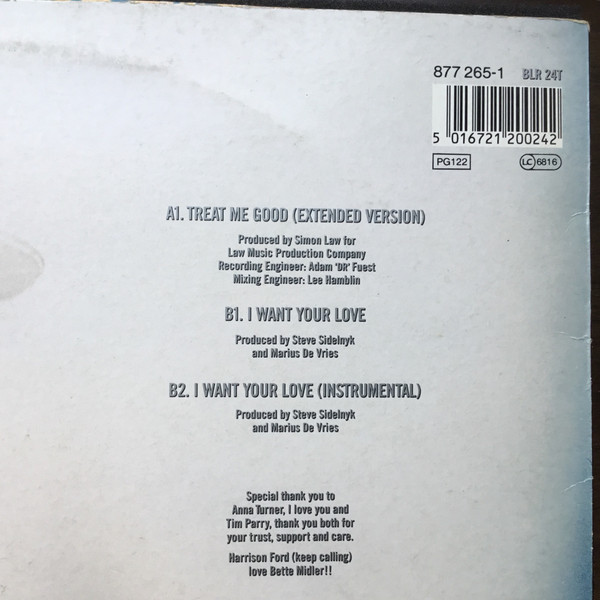 877 265-1 BLR 24T
5 016721 200242
PG122 LC 6816
A1. TREAT ME GOOD (EXTENDED VERSION)
Produced by Simon Law for
Law Music Production Company
Recording Engineer: Adam 'DR' Fuest
Mixing Engineer: Lee Hamblin
B1. I WANT YOUR LOVE
Produced by Steve Sidelnyk
and Marius De Vries
B2. I WANT YOUR LOVE (INSTRUMENTAL)
Produced by Steve Sidelnyk
and Marius De Vries
Special thank you to
Anna Turner, I love you and
Tim Parry, thank you both for
your trust, support and care.
Harrison Ford (keep calling)
love Bette Midler!!